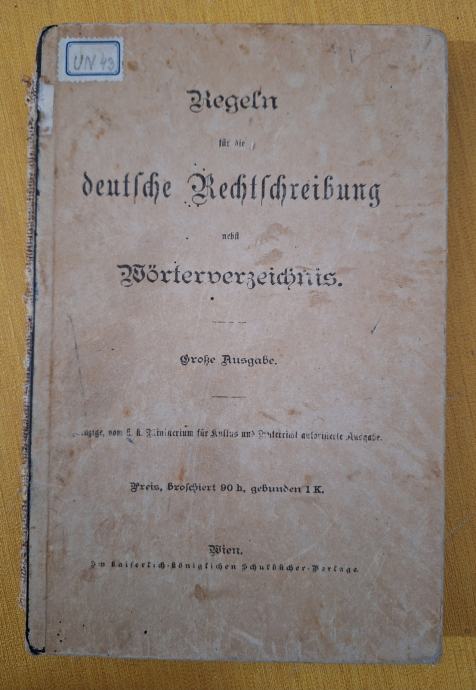 UN 43
Regeln
für die
deutsche Rechtschreibung
nebst
Wörterverzeichnis.
Große Ausgabe.
Einzige, vom k. k. Ministerium für Kultus und Unterricht autorisierte Ausgabe.
Preis, broschiert 90 h, gebunden 1 K.
Wien.
Im Kaiserlich-Königlichen Schulbücher-Verlage.